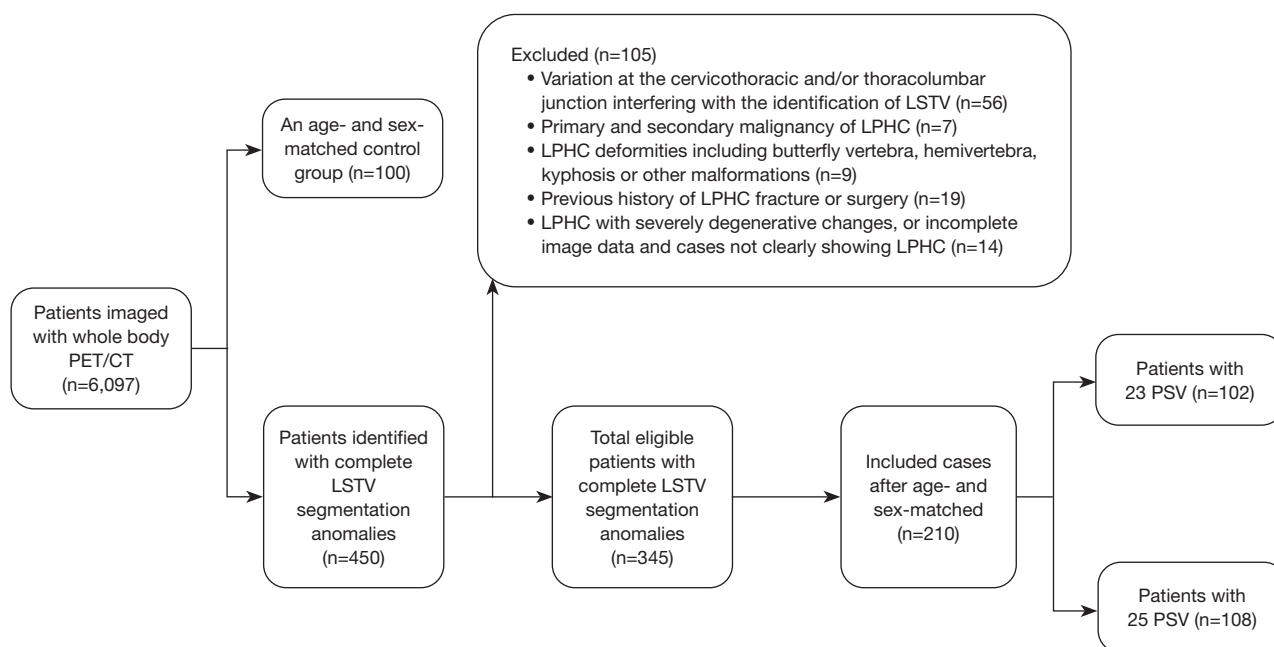 Patients imaged
with whole body
PET/CT
(n=6,097)
An age- and sex-
matched control
group (n=100)
Patients identified
with complete
LSTV
segmentation
anomalies
(n=450)
Excluded (n=105)
• Variation at the cervicothoracic and/or thoracolumbar
junction interfering with the identification of LSTV (n=56)
• Primary and secondary malignancy of LPHC (n=7)
• LPHC deformities including butterfly vertebra, hemivertebra,
kyphosis or other malformations (n=9)
• Previous history of LPHC fracture or surgery (n=19)
• LPHC with severely degenerative changes, or incomplete
image data and cases not clearly showing LPHC (n=14)
Total eligible
patients with
complete LSTV
segmentation
anomalies
(n=345)
Included cases
after age- and
sex-matched
(n=210)
Patients with
23 PSV (n=102)
Patients with
25 PSV (n=108)